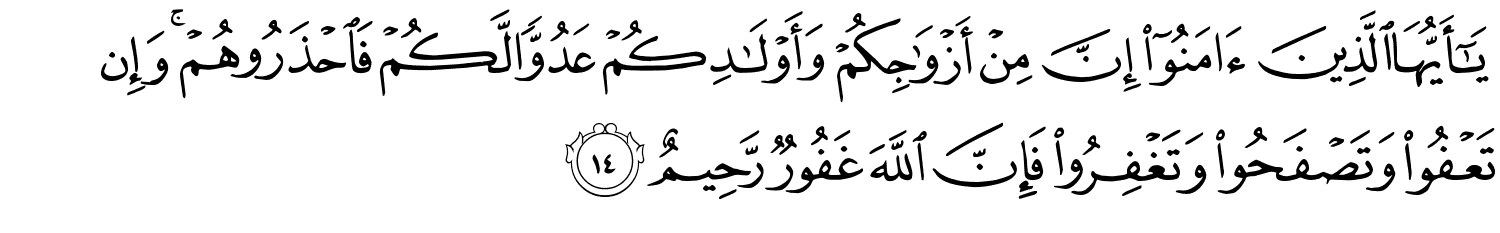 يَـٰٓأَيُّهَا ٱلَّذِينَ ءَامَنُوٓا۟ إِنَّ مِنْ أَزْوَٰجِكُمْ وَأَوْلَـٰدِكُمْ عَدُوًّا لَّكُمْ فَٱحْذَرُوهُمْ ۚ وَإِن
تَعْفُوا۟ وَتَصْفَحُوا۟ وَتَغْفِرُوا۟ فَإِنَّ ٱللَّهَ غَفُورٌ رَّحِيمٌ ١٤